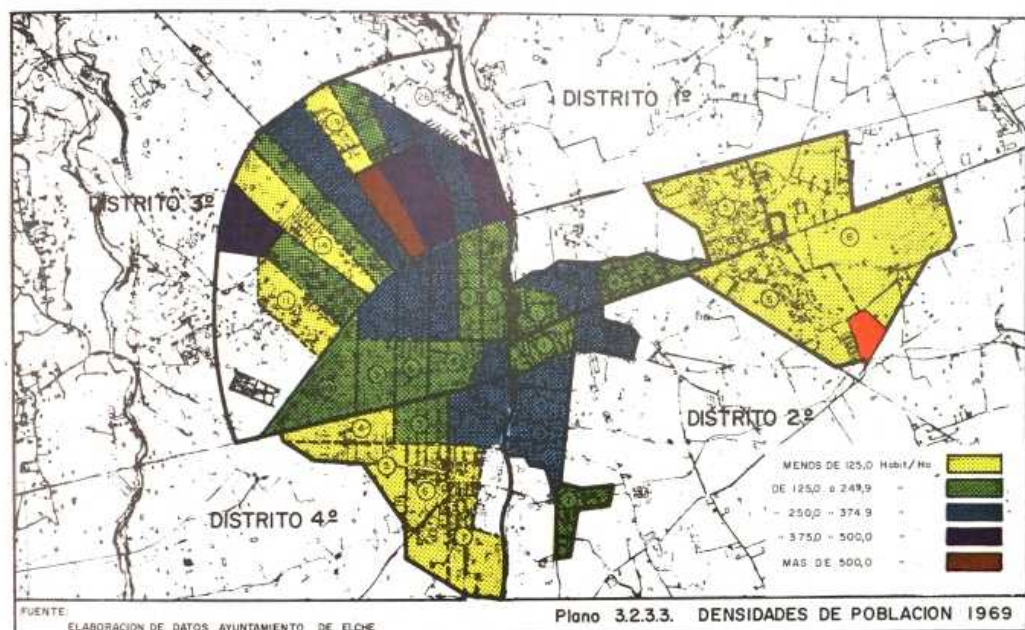 DISTRITO 1º
DISTRITO 3º
DISTRITO 2º
DISTRITO 4º
MENOS DE 125,0 Habit/Ha
DE 125,0 a 249,9 "
" 250,0 " 374.9 "
" 375,0 " 500,0 "
MAS DE 500,0 "
FUENTE:
ELABORACION DE DATOS AYUNTAMIENTO DE ELCHE
Plano 3.2.3.3. DENSIDADES DE POBLACION 1969